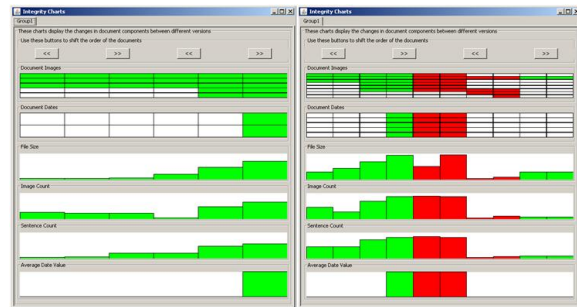 Integrity Charts
Group1
These charts display the changes in document components between different versions
Use these buttons to shift the order of the documents
<< >> << >>
Document Images
Document Dates
File Size
Image Count
Sentence Count
Average Date Value
Integrity Charts
Group1
These charts display the changes in document components between different versions
Use these buttons to shift the order of the documents
<< >> << >>
Document Images
Document Dates
File Size
Image Count
Sentence Count
Average Date Value